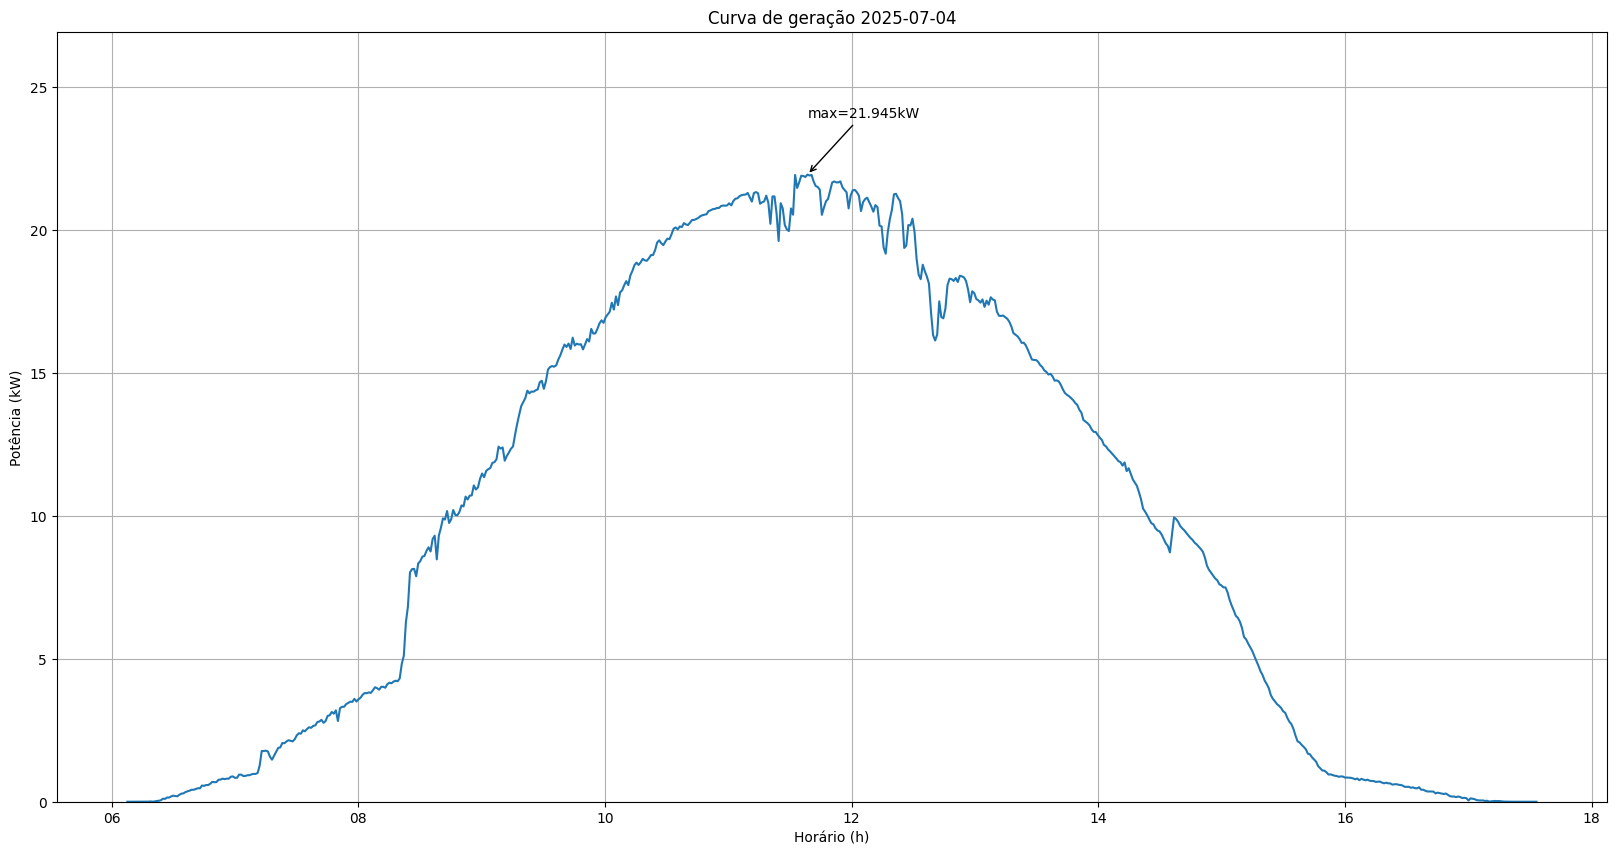 Curva de geração 2025-07-04
25
max=21.945kW
20
15
Potência (kW)
10
5
0
06 08 10 12 14 16 18
Horário (h)